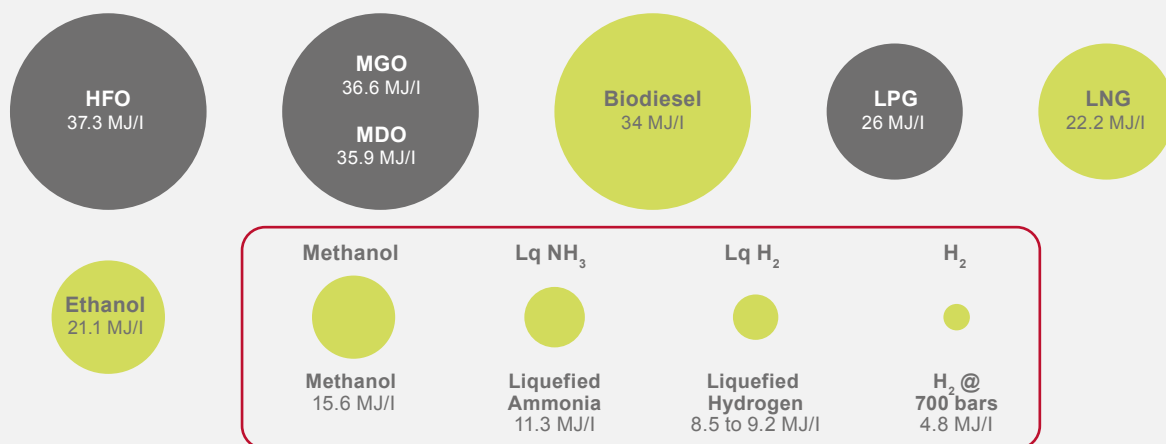 HFO
37.3 MJ/l
MGO
36.6 MJ/l
MDO
35.9 MJ/l
Biodiesel
34 MJ/l
LPG
26 MJ/l
LNG
22.2 MJ/l
Ethanol
21.1 MJ/l
Methanol
Methanol
15.6 MJ/l
Lq NH₃
Liquefied
Ammonia
11.3 MJ/l
Lq H₂
Liquefied
Hydrogen
8.5 to 9.2 MJ/l
H₂
H₂ @
700 bars
4.8 MJ/l